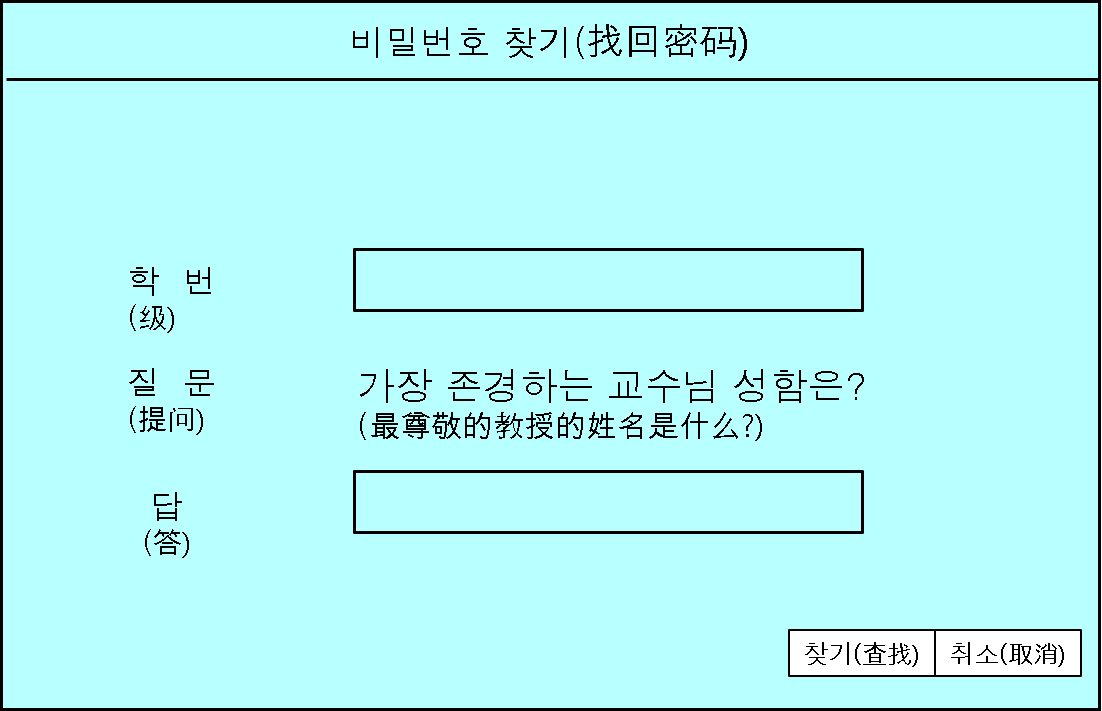 비밀번호 찾기(找回密码)
학 번
(级)
질 문
(提问)
가장 존경하는 교수님 성함은?
(最尊敬的教授的姓名是什么?)
답
(答)
찾기(查找)
취소(取消)